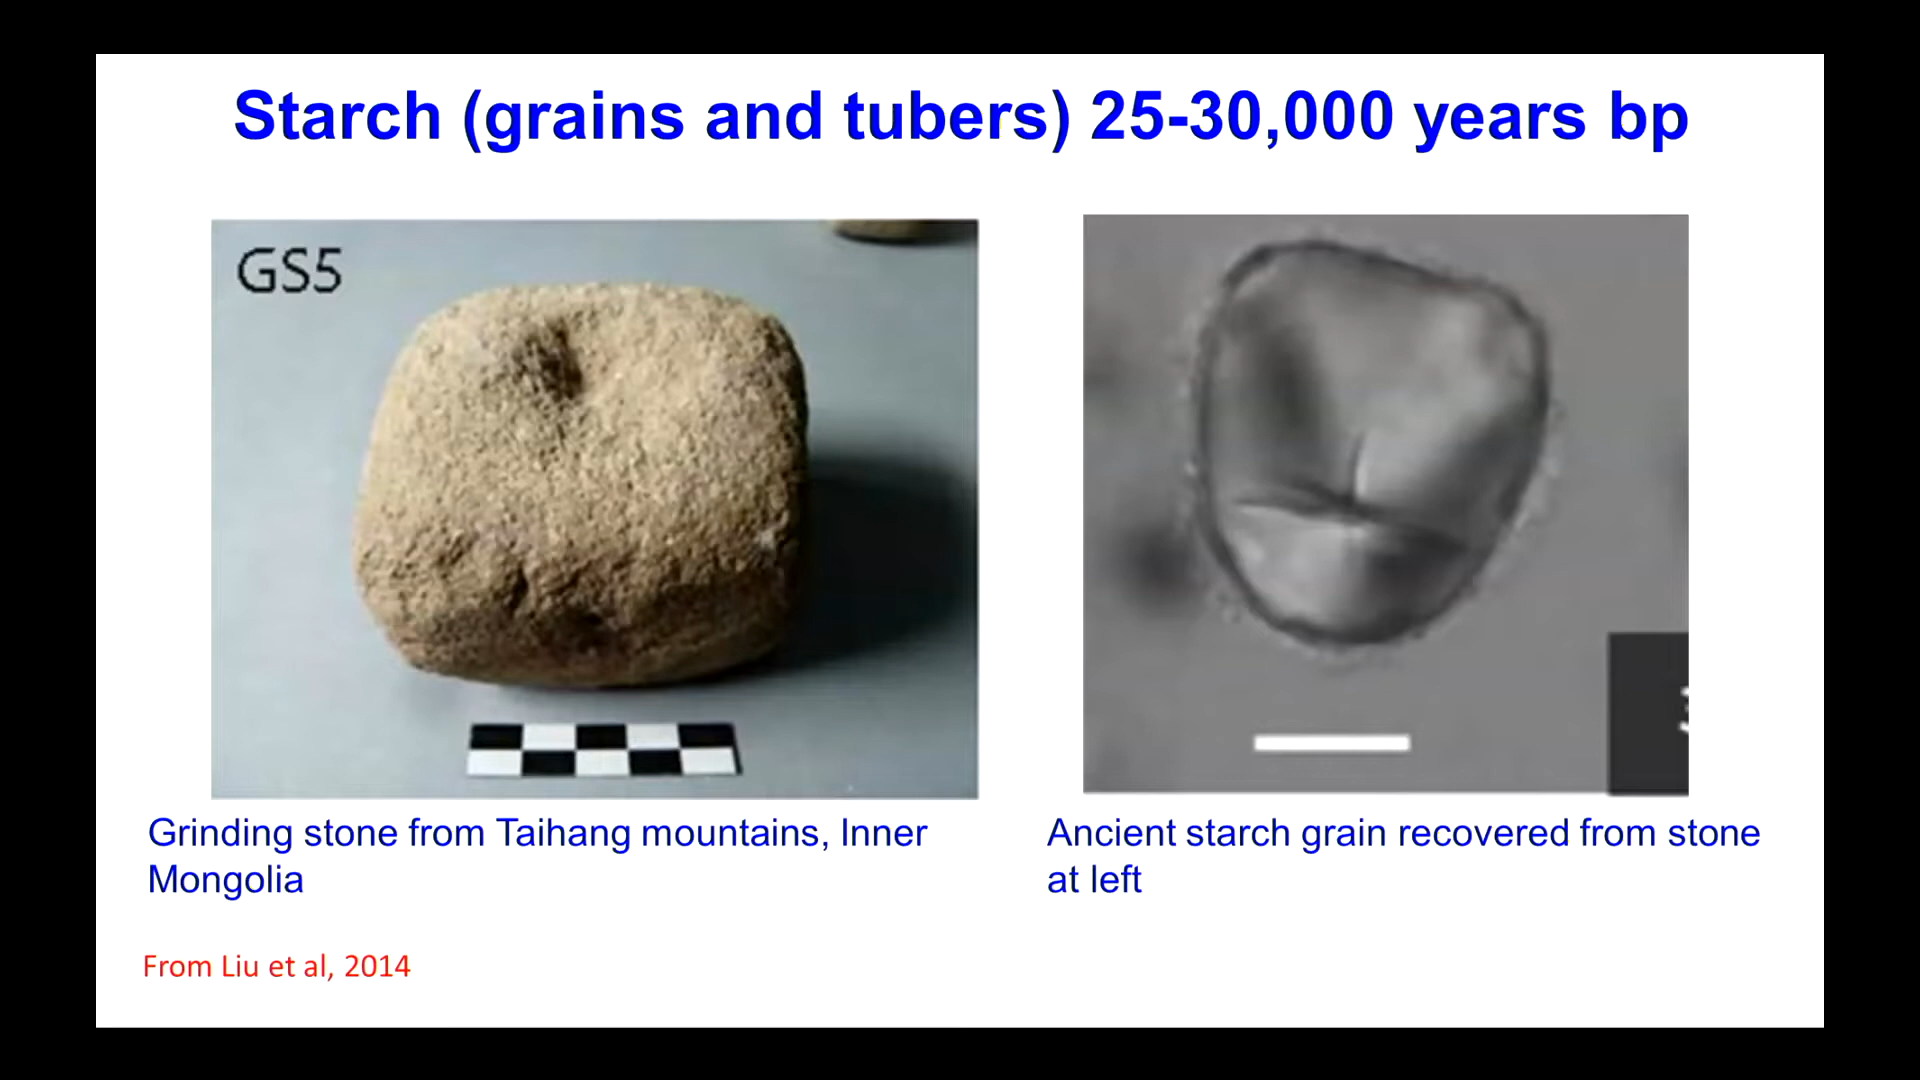 Starch (grains and tubers) 25-30,000 years bp
GS5
Grinding stone from Taihang mountains, Inner
Mongolia
Ancient starch grain recovered from stone
at left
From Liu et al, 2014